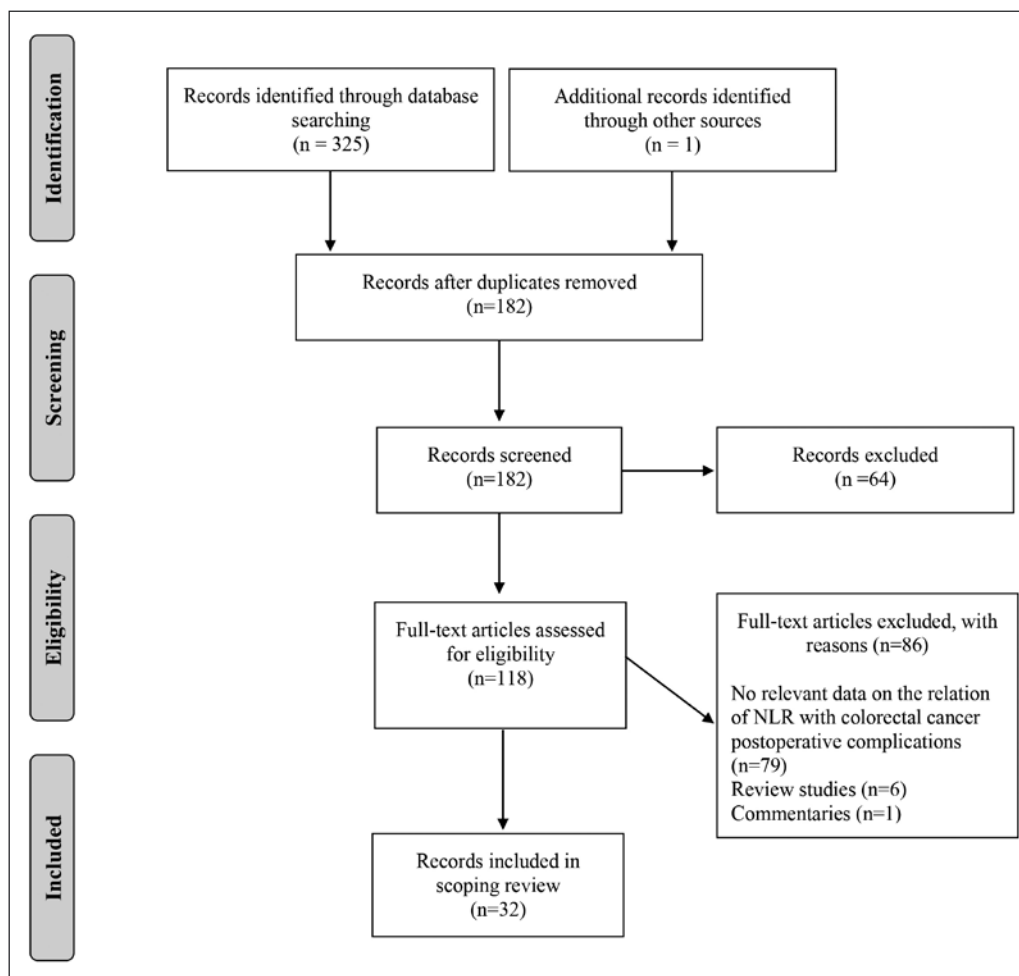 Identification
Records identified through database
searching
(n = 325)
Additional records identified
through other sources
(n = 1)
Screening
Records after duplicates removed
(n=182)
Records screened
(n=182)
Records excluded
(n =64)
Eligibility
Full-text articles assessed
for eligibility
(n=118)
Full-text articles excluded, with
reasons (n=86)
No relevant data on the relation
of NLR with colorectal cancer
postoperative complications
(n=79)
Review studies (n=6)
Commentaries (n=1)
Included
Records included in
scoping review
(n=32)